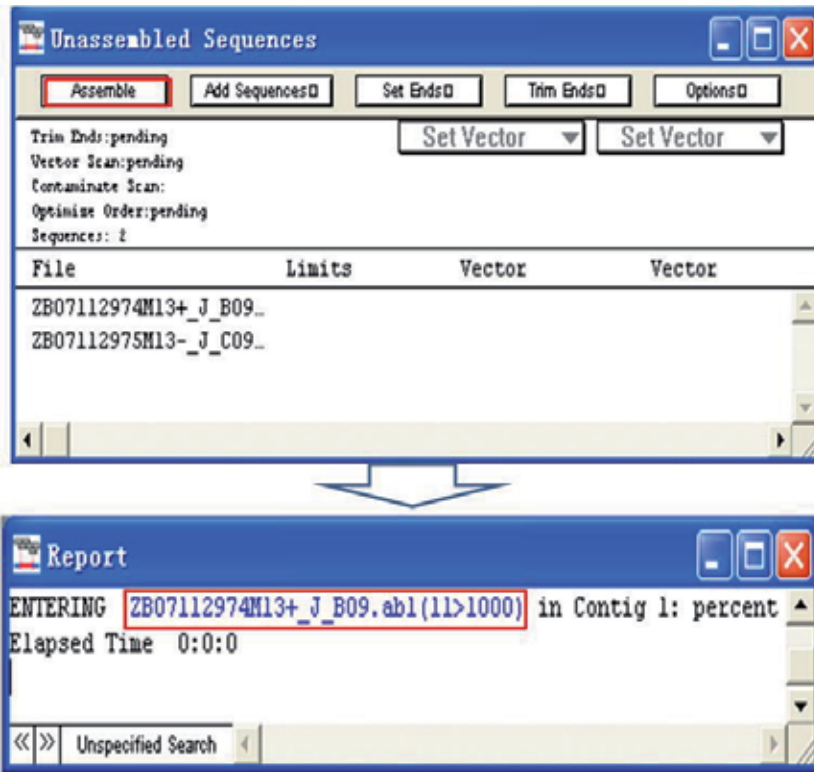 Unassembled Sequences
Assemble Add Sequences Set Ends Trim Ends Options
Trim Ends:pending Set Vector Set Vector
Vector Scan:pending
Contaminate Scan:
Optimize Order:pending
Sequences: 2
File Limits Vector Vector
ZB07112974M13+_J_B09…
ZB07112975M13-_J_C09…
Report
ENTERING ZB07112974M13+_J_B09.ab1(11>1000) in Contig 1: percent
Elapsed Time 0:0:0
Unspecified Search